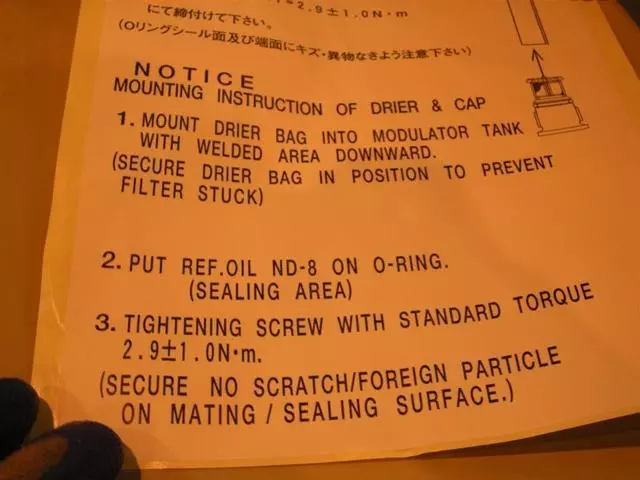 =2.9±1.0N・m
にて締付けて下さい。
(Oリングシール面及び端面にキズ・異物なきよう注意下さい)
NOTICE
MOUNTING INSTRUCTION OF DRIER & CAP
1. MOUNT DRIER BAG INTO MODULATOR TANK
WITH WELDED AREA DOWNWARD.
(SECURE DRIER BAG IN POSITION TO PREVENT
FILTER STUCK)
2. PUT REF.OIL ND-8 ON O-RING.
(SEALING AREA)
3. TIGHTENING SCREW WITH STANDARD TORQUE
2.9±1.0N・m.
(SECURE NO SCRATCH/FOREIGN PARTICLE
ON MATING / SEALING SURFACE.)